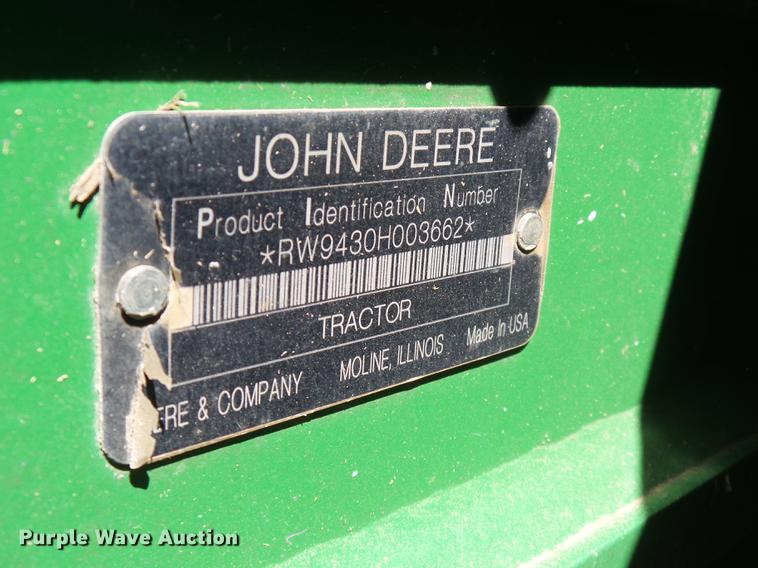 JOHN DEERE
Product Identification Number
*RW9430H003662*
TRACTOR
ERE & COMPANY MOLINE, ILLINOIS Made In USA
Purple Wave Auction